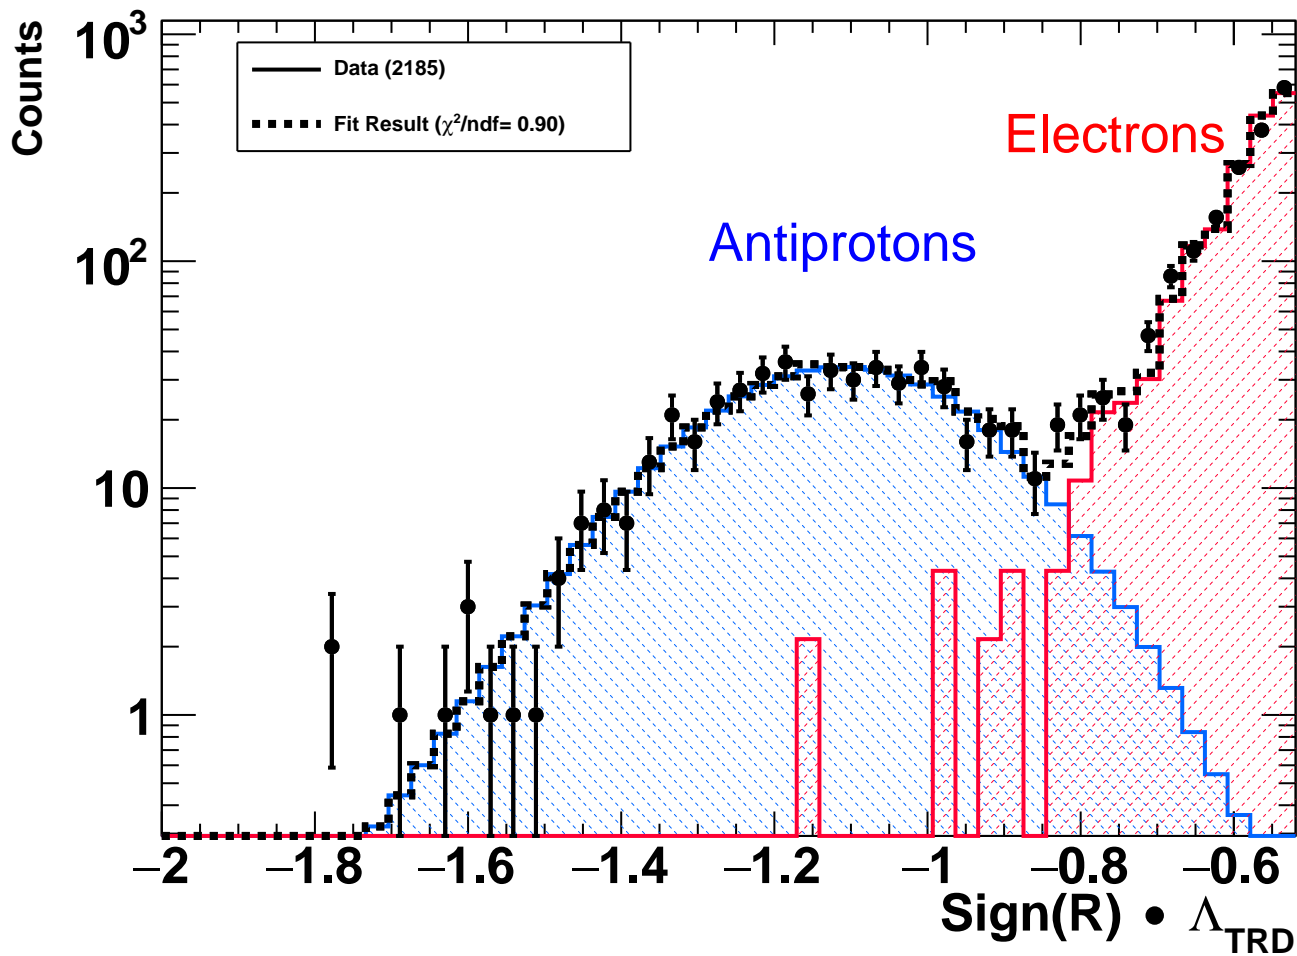 Counts
10³
10²
10
1
Data (2185)
Fit Result (χ²/ndf= 0.90)
Electrons
Antiprotons
−2 −1.8 −1.6 −1.4 −1.2 −1 −0.8 −0.6
Sign(R) • Λ_TRD